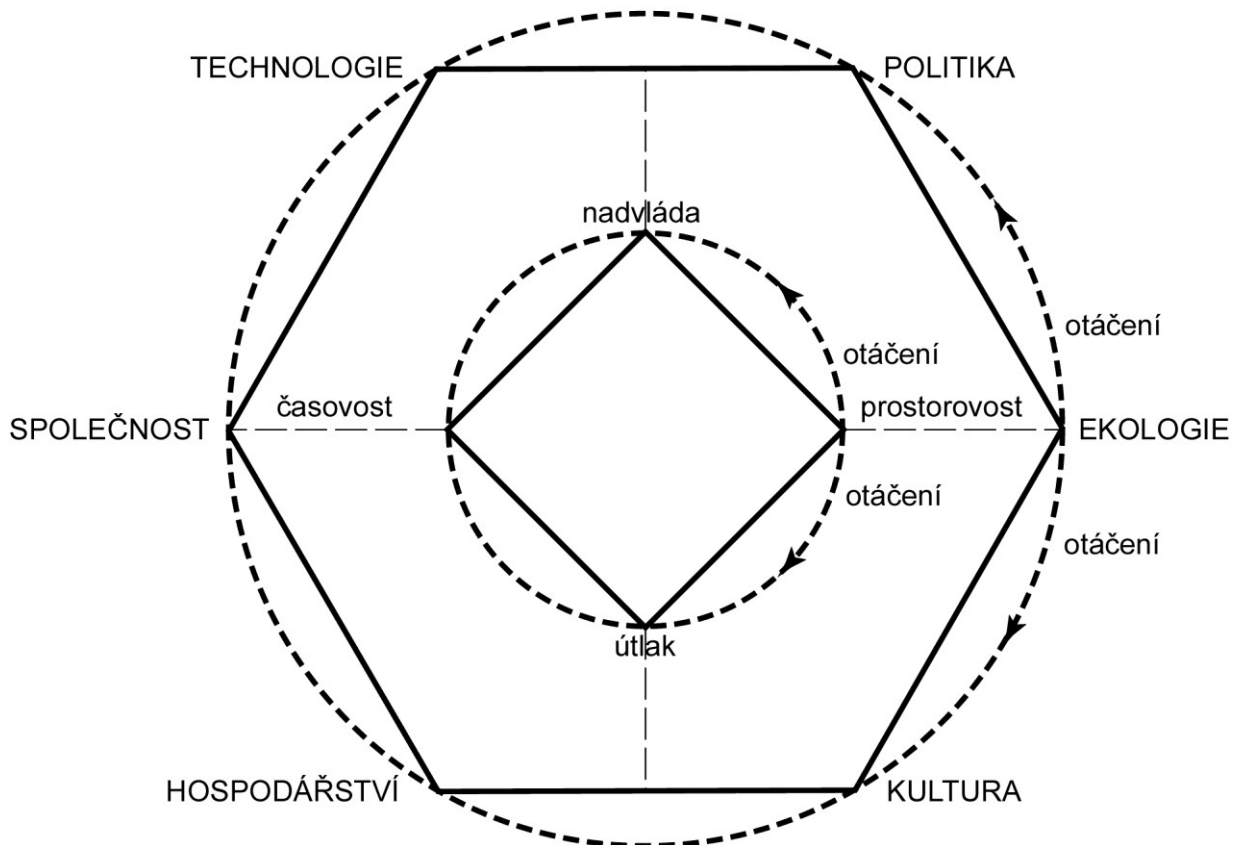 TECHNOLOGIE
POLITIKA
nadvláda
otáčení
otáčení
časovost
prostorovost
SPOLEČNOST
EKOLOGIE
otáčení
otáčení
útlak
HOSPODÁŘSTVÍ
KULTURA